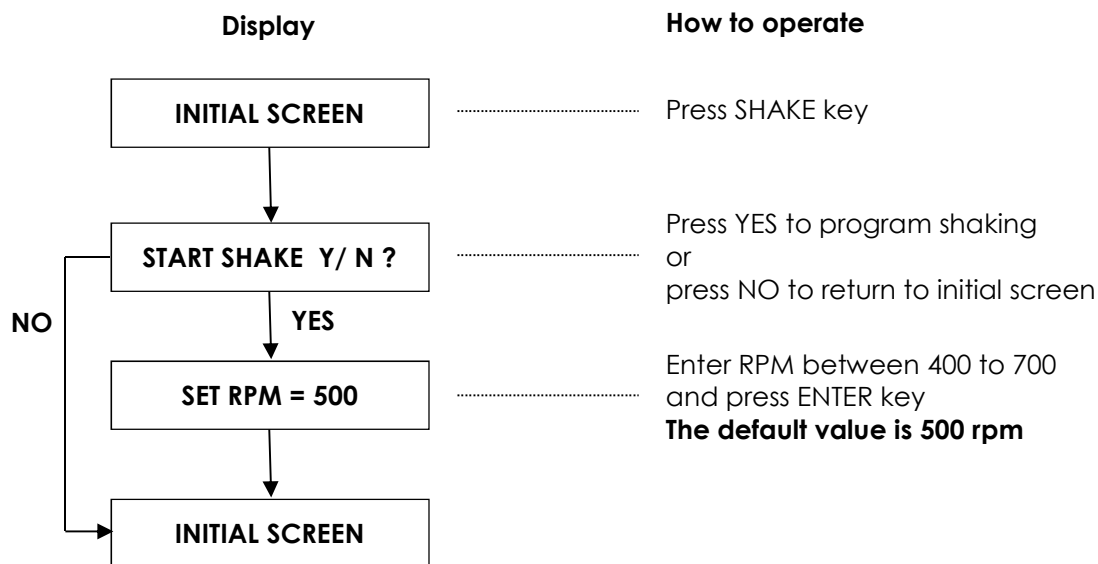 Display
How to operate
INITIAL SCREEN
Press SHAKE key
START SHAKE  Y/ N ?
Press YES to program shaking
or
press NO to return to initial screen
NO
YES
SET RPM = 500
Enter RPM between 400 to 700
and press ENTER key
The default value is 500 rpm
INITIAL SCREEN